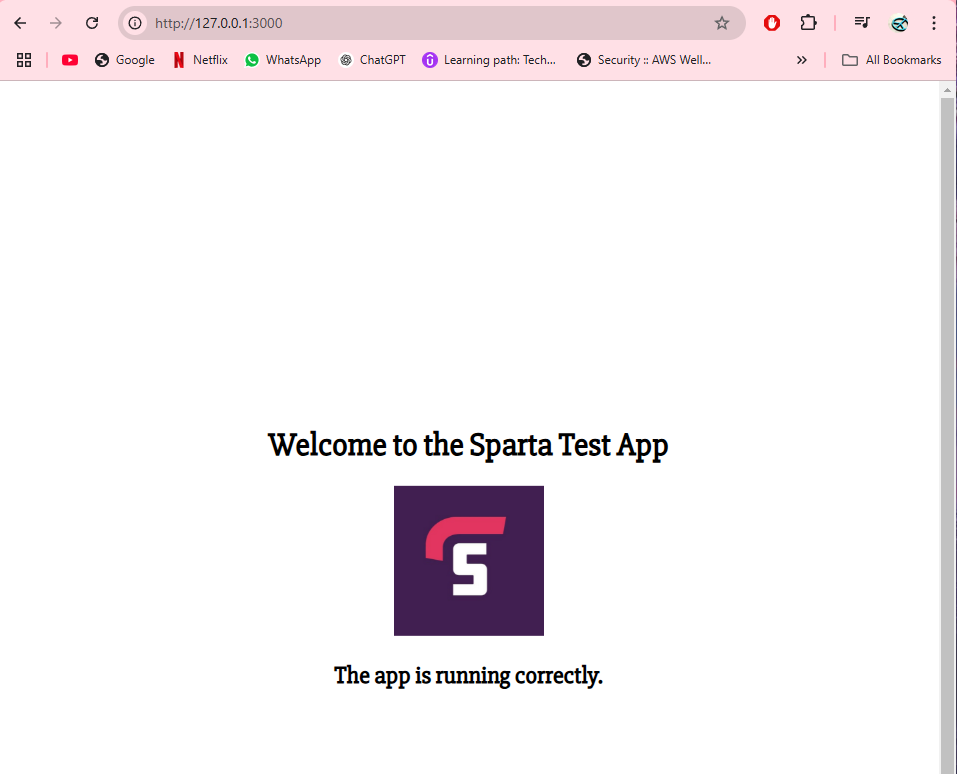 http://127.0.0.1:3000
Google Netflix WhatsApp ChatGPT Learning path: Tech... Security :: AWS Well... » All Bookmarks
Welcome to the Sparta Test App
S
The app is running correctly.